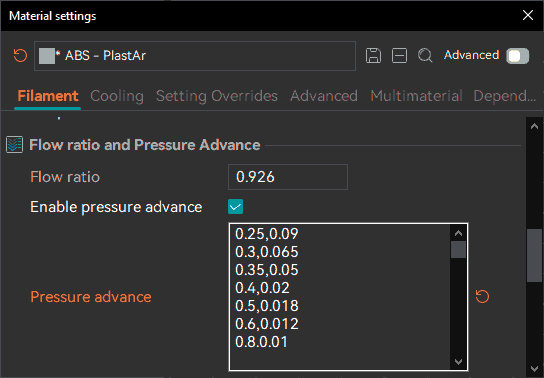 Material settings
* ABS - PlastAr
Advanced
Filament Cooling Setting Overrides Advanced Multimaterial Depend...
Flow ratio and Pressure Advance
Flow ratio 0.926
Enable pressure advance
0.25,0.09
0.3,0.065
0.35,0.05
0.4,0.02
Pressure advance 0.5,0.018
0.6,0.012
0.8.0.01